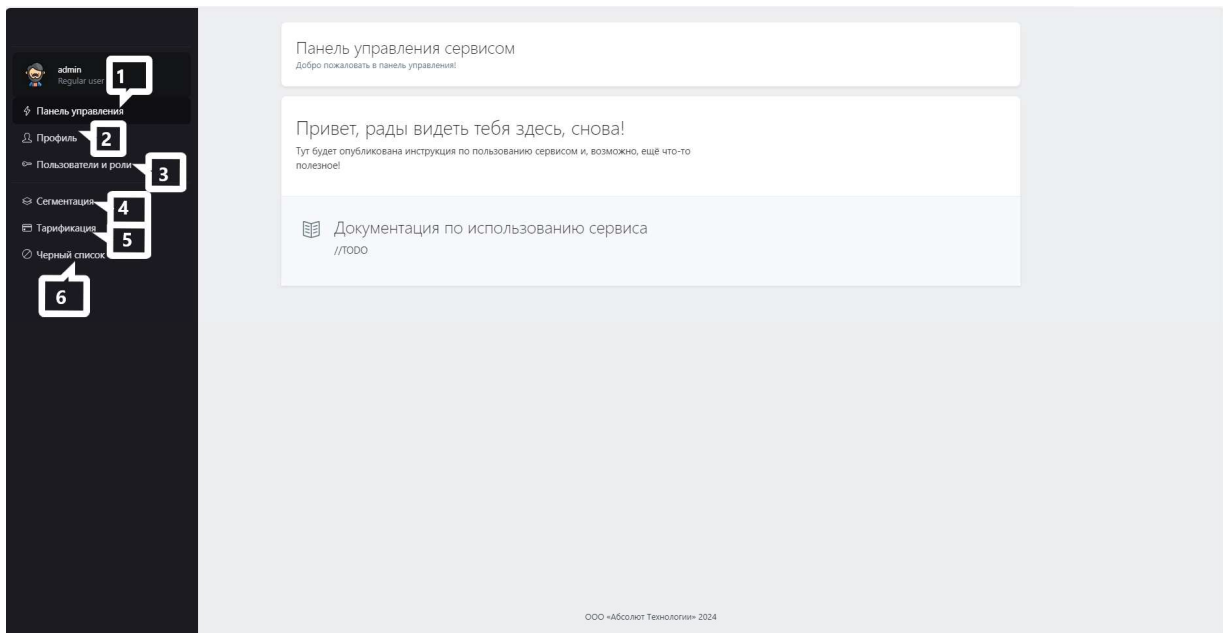 admin
Regular user
1
Панель управления
Профиль
2
Пользователи и роли
3
Сегментация
4
Тарификация
5
Черный список
6
Панель управления сервисом
Добро пожаловать в панель управления!
Привет, рады видеть тебя здесь, снова!
Тут будет опубликована инструкция по пользованию сервисом и, возможно, ещё что-то
полезное!
Документация по использованию сервиса
//TODO
ООО «Абсолют Технологии» 2024